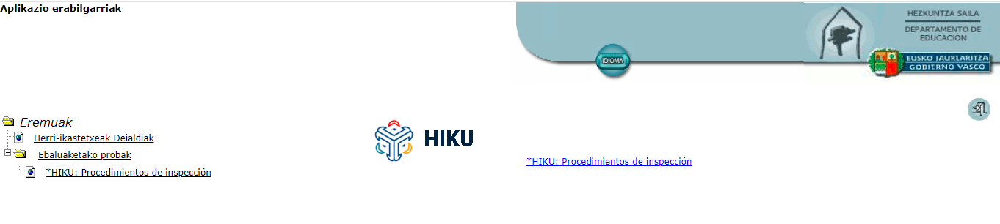 Aplikazio erabilgarriak
HEZKUNTZA SAILA
DEPARTAMENTO DE
EDUCACIÓN
IDIOMA
EUSKO JAURLARITZA
GOBIERNO VASCO
Eremuak
Herri-ikastetxeak Deialdiak
Ebaluaketako probak
*HIKU: Procedimientos de inspección
HIKU
*HIKU: Procedimientos de inspección